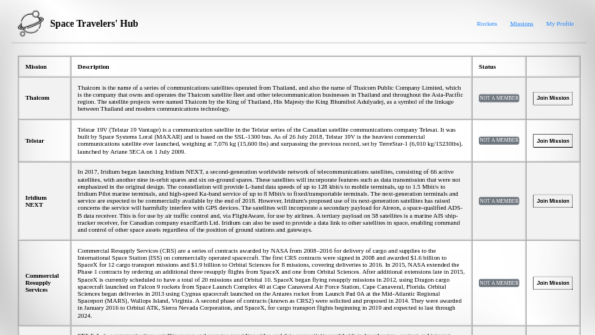 Space Travelers' Hub
Rockets
Missions
My Profile
Mission
Description
Status
Thaicom
Thaicom is the name of a series of communications satellites operated from Thailand, and also the name of Thaicom Public Company Limited, which
is the company that owns and operates the Thaicom satellite fleet and other telecommunication businesses in Thailand and throughout the Asia-Pacific
region. The satellite projects were named Thaicom by the King of Thailand, His Majesty the King Bhumibol Adulyadej, as a symbol of the linkage
between Thailand and modern communications technology.
NOT A MEMBER
Join Mission
Telstar
Telstar 19V (Telstar 19 Vantage) is a communication satellite in the Telstar series of the Canadian satellite communications company Telesat. It was
built by Space Systems Loral (MAXAR) and is based on the SSL-1300 bus. As of 26 July 2018, Telstar 19V is the heaviest commercial
communications satellite ever launched, weighing at 7,076 kg (15,600 lbs) and surpassing the previous record, set by TerreStar-1 (6,910 kg/15230lbs),
launched by Ariane 5ECA on 1 July 2009.
NOT A MEMBER
Join Mission
Iridium
NEXT
In 2017, Iridium began launching Iridium NEXT, a second-generation worldwide network of telecommunications satellites, consisting of 66 active
satellites, with another nine in-orbit spares and six on-ground spares. These satellites will incorporate features such as data transmission that were not
emphasized in the original design. The constellation will provide L-band data speeds of up to 128 kbit/s to mobile terminals, up to 1.5 Mbit/s to
Iridium Pilot marine terminals, and high-speed Ka-band service of up to 8 Mbit/s to fixed/transportable terminals. The next-generation terminals and
service are expected to be commercially available by the end of 2018. However, Iridium's proposed use of its next-generation satellites has raised
concerns the service will harmfully interfere with GPS devices. The satellites will incorporate a secondary payload for Aireon, a space-qualified ADS-
B data receiver. This is for use by air traffic control and, via FlightAware, for use by airlines. A tertiary payload on 58 satellites is a marine AIS ship-
tracker receiver, for Canadian company exactEarth Ltd. Iridium can also be used to provide a data link to other satellites in space, enabling command
and control of other space assets regardless of the position of ground stations and gateways.
NOT A MEMBER
Join Mission
Commercial
Resupply
Services
Commercial Resupply Services (CRS) are a series of contracts awarded by NASA from 2008–2016 for delivery of cargo and supplies to the
International Space Station (ISS) on commercially operated spacecraft. The first CRS contracts were signed in 2008 and awarded $1.6 billion to
SpaceX for 12 cargo transport missions and $1.9 billion to Orbital Sciences for 8 missions, covering deliveries to 2016. In 2015, NASA extended the
Phase 1 contracts by ordering an additional three resupply flights from SpaceX and one from Orbital Sciences. After additional extensions late in 2015,
SpaceX is currently scheduled to have a total of 20 missions and Orbital 10. SpaceX began flying resupply missions in 2012, using Dragon cargo
spacecraft launched on Falcon 9 rockets from Space Launch Complex 40 at Cape Canaveral Air Force Station, Cape Canaveral, Florida. Orbital
Sciences began deliveries in 2013 using Cygnus spacecraft launched on the Antares rocket from Launch Pad 0A at the Mid-Atlantic Regional
Spaceport (MARS), Wallops Island, Virginia. A second phase of contracts (known as CRS2) were solicited and proposed in 2014. They were awarded
in January 2016 to Orbital ATK, Sierra Nevada Corporation, and SpaceX, for cargo transport flights beginning in 2019 and expected to last through
2024.
NOT A MEMBER
Join Mission